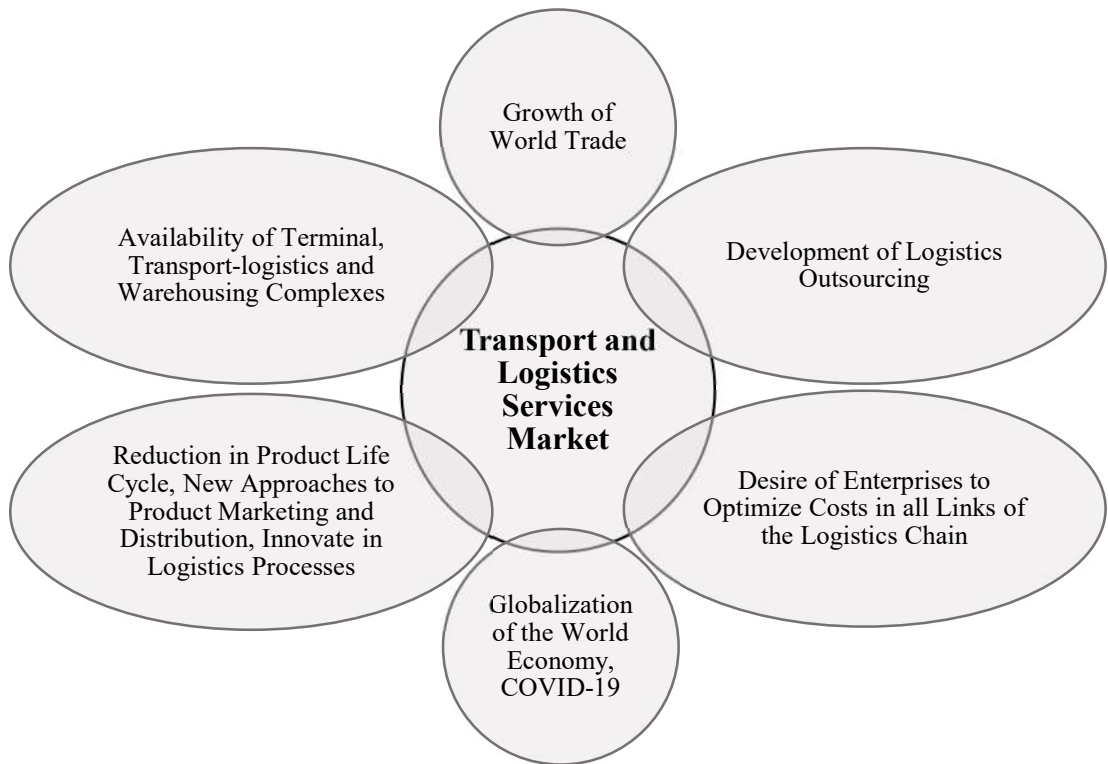 Growth of
World Trade
Availability of Terminal,
Transport-logistics and
Warehousing Complexes
Development of Logistics
Outsourcing
Transport and
Logistics
Services
Market
Reduction in Product Life
Cycle, New Approaches to
Product Marketing and
Distribution, Innovate in
Logistics Processes
Desire of Enterprises to
Optimize Costs in all Links of
the Logistics Chain
Globalization
of the World
Economy,
COVID-19